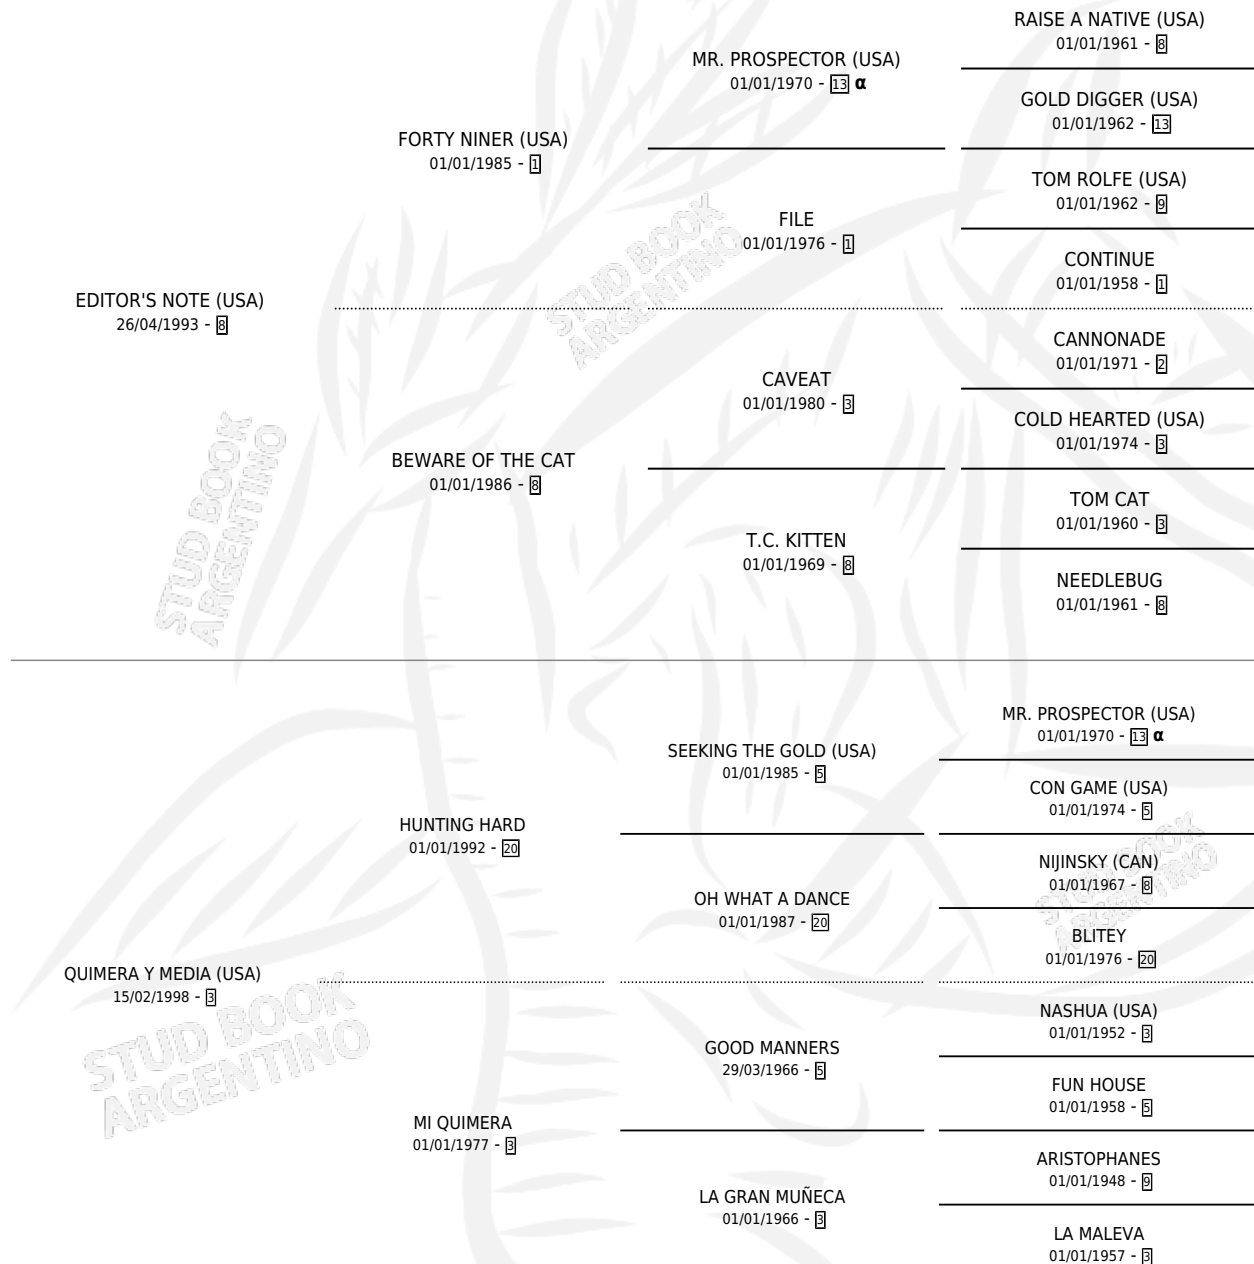 RAISE A NATIVE (USA)
01/01/1961 - 8
MR. PROSPECTOR (USA)
01/01/1970 - 13 α
GOLD DIGGER (USA)
01/01/1962 - 13
FORTY NINER (USA)
01/01/1985 - 1
TOM ROLFE (USA)
01/01/1962 - 9
FILE
01/01/1976 - 1
CONTINUE
01/01/1958 - 1
EDITOR'S NOTE (USA)
26/04/1993 - 8
STUD BOOK
ARGENTINO
CANNONADE
01/01/1971 - 2
CAVEAT
01/01/1980 - 3
COLD HEARTED (USA)
01/01/1974 - 3
BEWARE OF THE CAT
01/01/1986 - 8
TOM CAT
01/01/1960 - 3
T.C. KITTEN
01/01/1969 - 8
NEEDLEBUG
01/01/1961 - 8
STUD BOOK
ARGENTINO
MR. PROSPECTOR (USA)
01/01/1970 - 13 α
SEEKING THE GOLD (USA)
01/01/1985 - 5
CON GAME (USA)
01/01/1974 - 5
HUNTING HARD
01/01/1992 - 20
NIJINSKY (CAN)
01/01/1967 - 8
STUD BOOK
ARGENTINO
OH WHAT A DANCE
01/01/1987 - 20
BLITEY
01/01/1976 - 20
QUIMERA Y MEDIA (USA)
15/02/1998 - 3
STUD BOOK
ARGENTINO
NASHUA (USA)
01/01/1952 - 3
GOOD MANNERS
29/03/1966 - 5
FUN HOUSE
01/01/1958 - 5
MI QUIMERA
01/01/1977 - 3
ARISTOPHANES
01/01/1948 - 9
LA GRAN MUÑECA
01/01/1966 - 3
LA MALEVA
01/01/1957 - 3